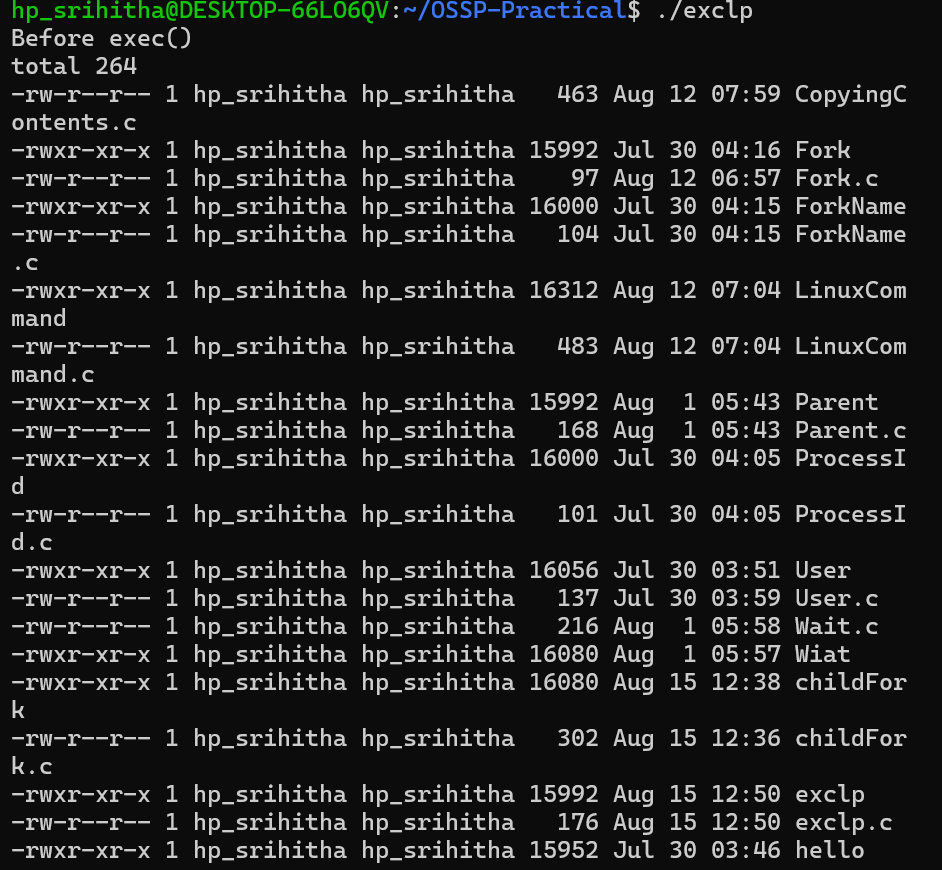 hp_srihitha@DESKTOP-66LO6QV:~/OSSP-Practical$ ./exclp
Before exec()
total 264
-rw-r--r-- 1 hp_srihitha hp_srihitha   463 Aug 12 07:59 CopyingC
ontents.c
-rwxr-xr-x 1 hp_srihitha hp_srihitha 15992 Jul 30 04:16 Fork
-rw-r--r-- 1 hp_srihitha hp_srihitha    97 Aug 12 06:57 Fork.c
-rwxr-xr-x 1 hp_srihitha hp_srihitha 16000 Jul 30 04:15 ForkName
-rw-r--r-- 1 hp_srihitha hp_srihitha   104 Jul 30 04:15 ForkName
.c
-rwxr-xr-x 1 hp_srihitha hp_srihitha 16312 Aug 12 07:04 LinuxCom
mand
-rw-r--r-- 1 hp_srihitha hp_srihitha   483 Aug 12 07:04 LinuxCom
mand.c
-rwxr-xr-x 1 hp_srihitha hp_srihitha 15992 Aug  1 05:43 Parent
-rw-r--r-- 1 hp_srihitha hp_srihitha   168 Aug  1 05:43 Parent.c
-rwxr-xr-x 1 hp_srihitha hp_srihitha 16000 Jul 30 04:05 ProcessI
d
-rw-r--r-- 1 hp_srihitha hp_srihitha   101 Jul 30 04:05 ProcessI
d.c
-rwxr-xr-x 1 hp_srihitha hp_srihitha 16056 Jul 30 03:51 User
-rw-r--r-- 1 hp_srihitha hp_srihitha   137 Jul 30 03:59 User.c
-rw-r--r-- 1 hp_srihitha hp_srihitha   216 Aug  1 05:58 Wait.c
-rwxr-xr-x 1 hp_srihitha hp_srihitha 16080 Aug  1 05:57 Wiat
-rwxr-xr-x 1 hp_srihitha hp_srihitha 16080 Aug 15 12:38 childFor
k
-rw-r--r-- 1 hp_srihitha hp_srihitha   302 Aug 15 12:36 childFor
k.c
-rwxr-xr-x 1 hp_srihitha hp_srihitha 15992 Aug 15 12:50 exclp
-rw-r--r-- 1 hp_srihitha hp_srihitha   176 Aug 15 12:50 exclp.c
-rwxr-xr-x 1 hp_srihitha hp_srihitha 15952 Jul 30 03:46 hello